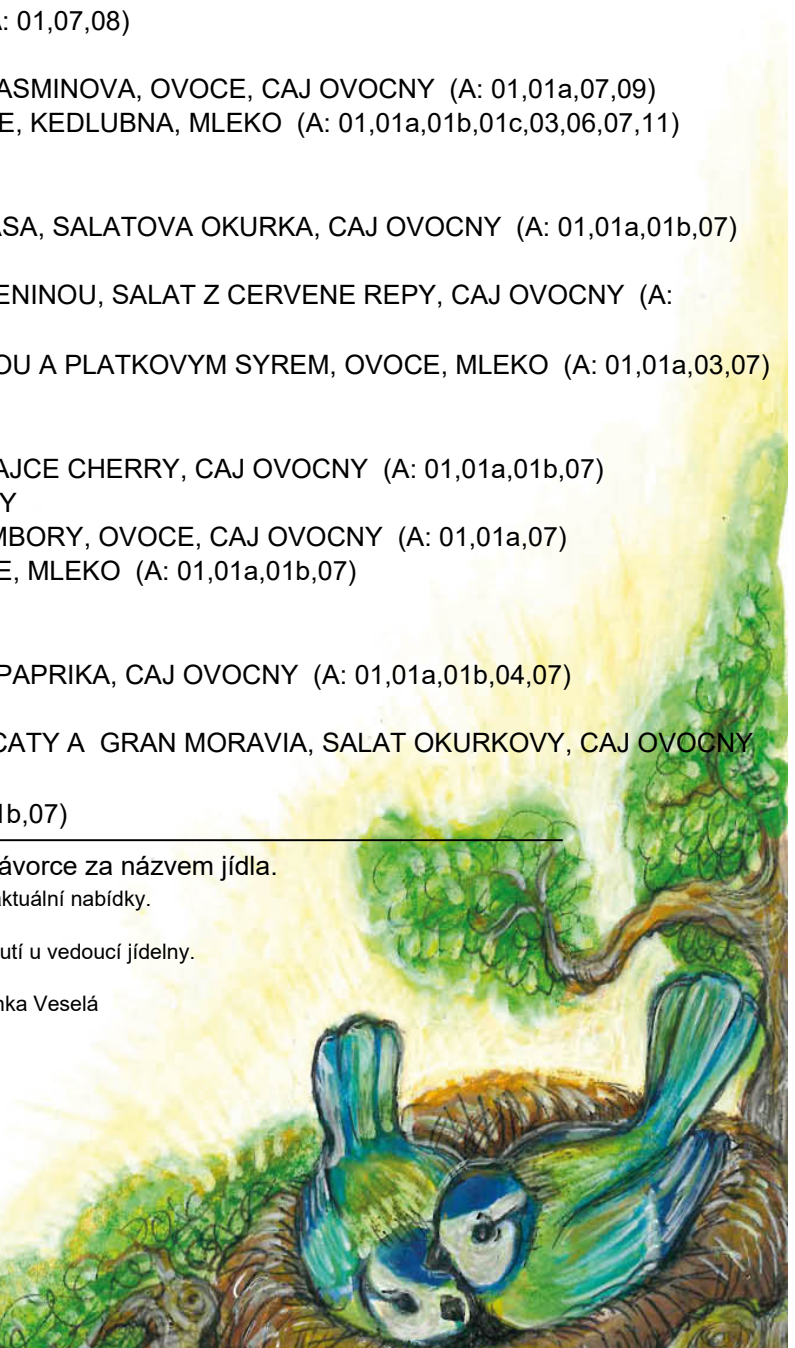 : 01,07,08)
ASMINOVA, OVOCE, CAJ OVOCNY (A: 01,01a,07,09)
E, KEDLUBNA, MLEKO (A: 01,01a,01b,01c,03,06,07,11)
ASA, SALATOVA OKURKA, CAJ OVOCNY (A: 01,01a,01b,07)
ENINOU, SALAT Z CERVENE REPY, CAJ OVOCNY (A:
OU A PLATKOVYM SYREM, OVOCE, MLEKO (A: 01,01a,03,07)
AJCE CHERRY, CAJ OVOCNY (A: 01,01a,01b,07)
Y
MBORY, OVOCE, CAJ OVOCNY (A: 01,01a,07)
E, MLEKO (A: 01,01a,01b,07)
PAPRIKA, CAJ OVOCNY (A: 01,01a,01b,04,07)
CATY A GRAN MORAVIA, SALAT OKURKOVY, CAJ OVOCNY
b,07)
ávorce za názvem jídla.
aktuální nabídky.
utí u vedoucí jídelny.
nka Veselá